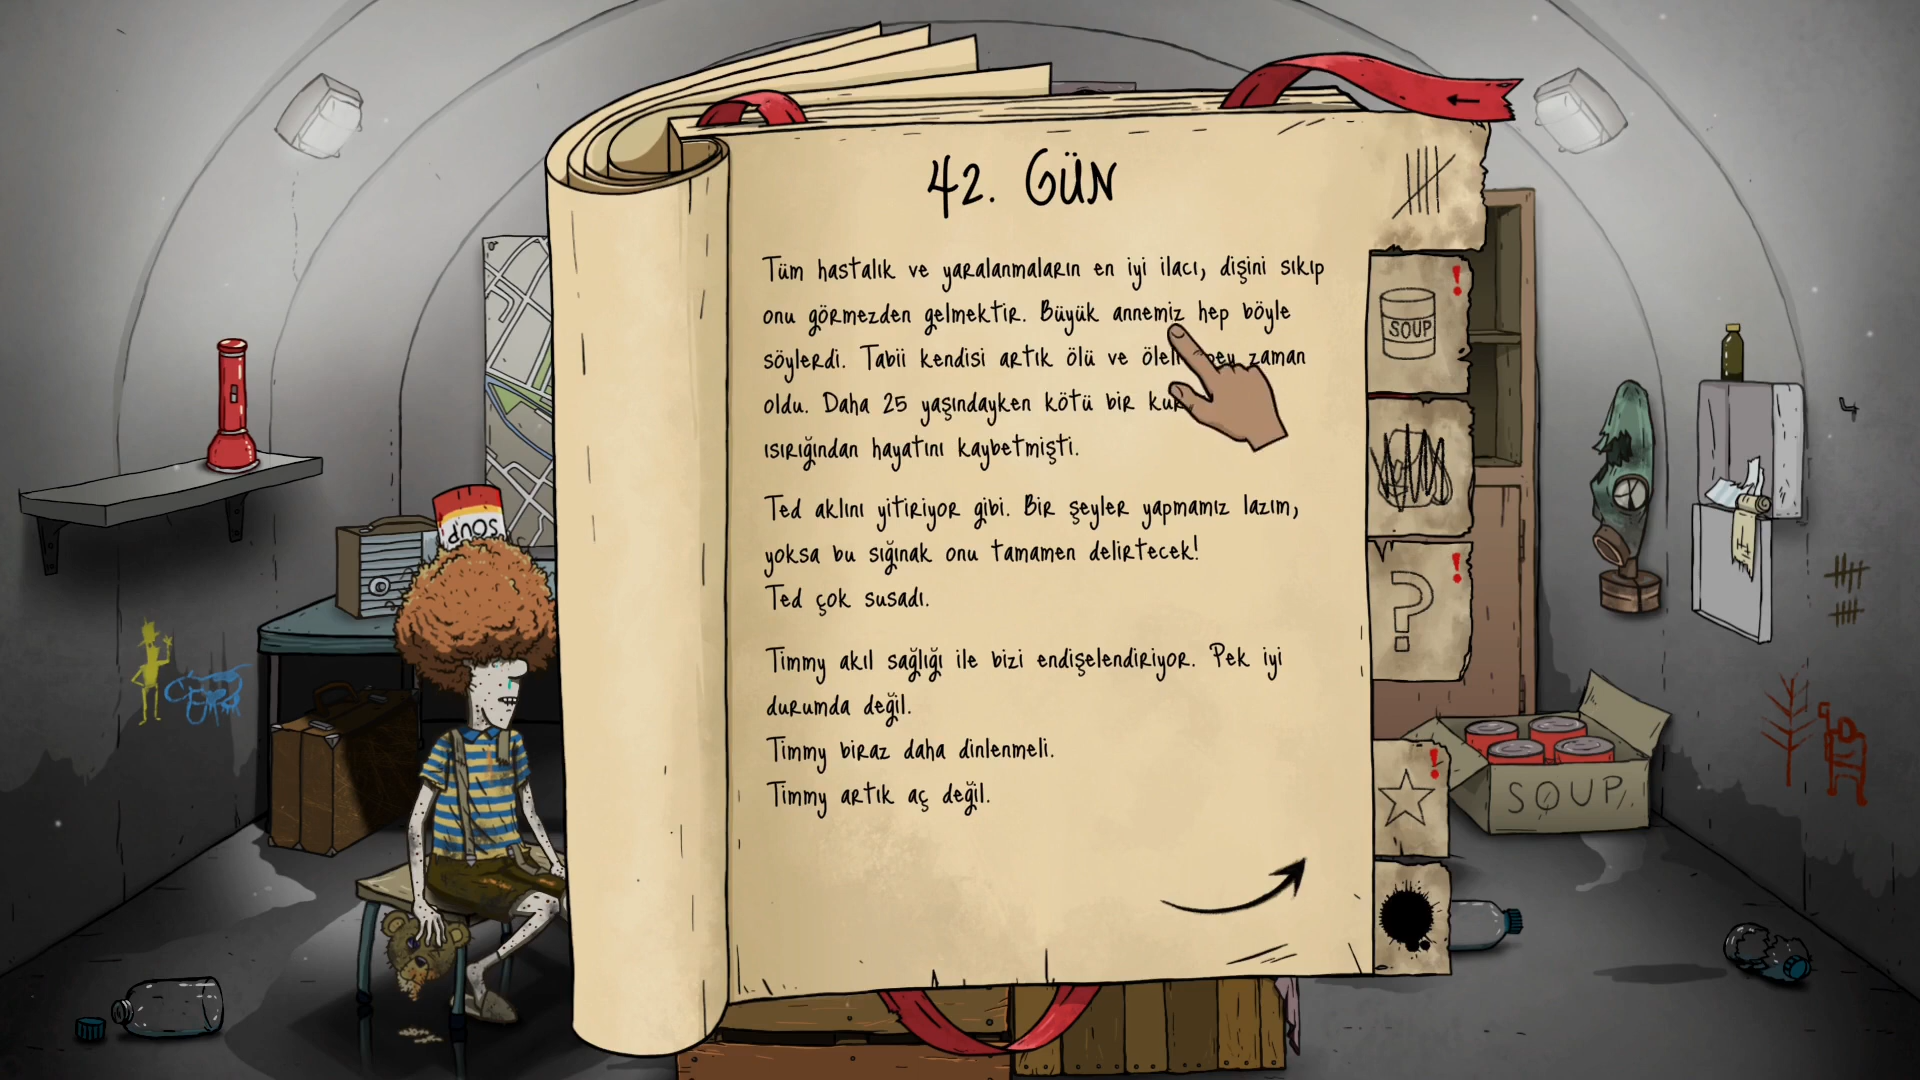 42. GÜN
Tüm hastalık ve yaralanmaların en iyi ilacı, dişini sıkıp
onu görmezden gelmektir. Büyük annemiz hep böyle
söylerdi. Tabii kendisi artık ölü ve zaman
oldu. Daha 25 yaşındayken kötü bir
ısırığından hayatını kaybetmişti.
Ted aklını yitiriyor gibi. Bir şeyler yapmamız lazım,
yoksa bu sığınak onu tamamen delirtecek!
Ted çok susadı.
Timmy akıl sağlığı ile bizi endişelendiriyor. Pek iyi
durumda değil.
Timmy biraz daha dinlenmeli.
Timmy artık aç değil.
SOUP
SOUP
SOUP